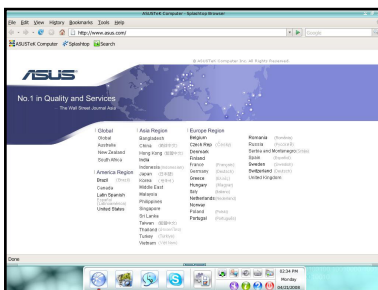 ASUSTeK Computer - Splashtop Browser
File Edit View History Bookmarks Tools Help
http://www.asus.com/
Google
ASUSTeK Computer Splashtop Search
© ASUSTeK Computer Inc. All Rights Reserved.
ASUS
No.1 in Quality and Services
The Wall Street Journal Asia
Global
Global
Australia
New Zealand
South Africa
America Region
Brazil (Brazil)
Canada
Latin Spanish
United States
Asia Region
Bangladesh
China
Hong Kong
India
Indonesia
Japan
Korea
Middle East
Malaysia
Philippines
Singapore
Sri Lanka
Taiwan
Thailand
Turkey
Vietnam
Europe Region
Belgium
Czech Rep
Denmark
Finland
France
Germany
Greece
Hungary
Italy
Netherlands
Norway
Poland
Portugal
Romania
Russia
Serbia and Montenegro
Spain
Sweden
Switzerland
United Kingdom
Done
02:34 PM
Monday
04/21/2008